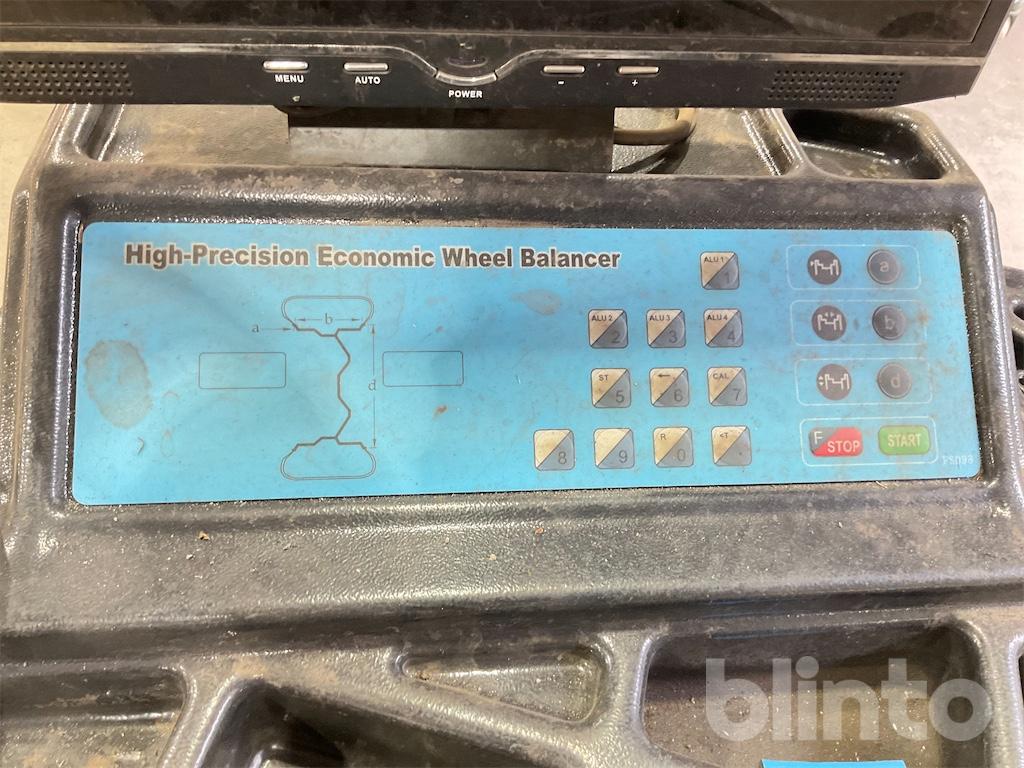 MENU AUTO POWER - +
High-Precision Economic Wheel Balancer
ALU 1 1
ALU 2 2 ALU 3 3 ALU 4 4
ST 5 ← 6 CAL 7
8 9 R 0 <T
a b d
a
b
d
F STOP START
blinto